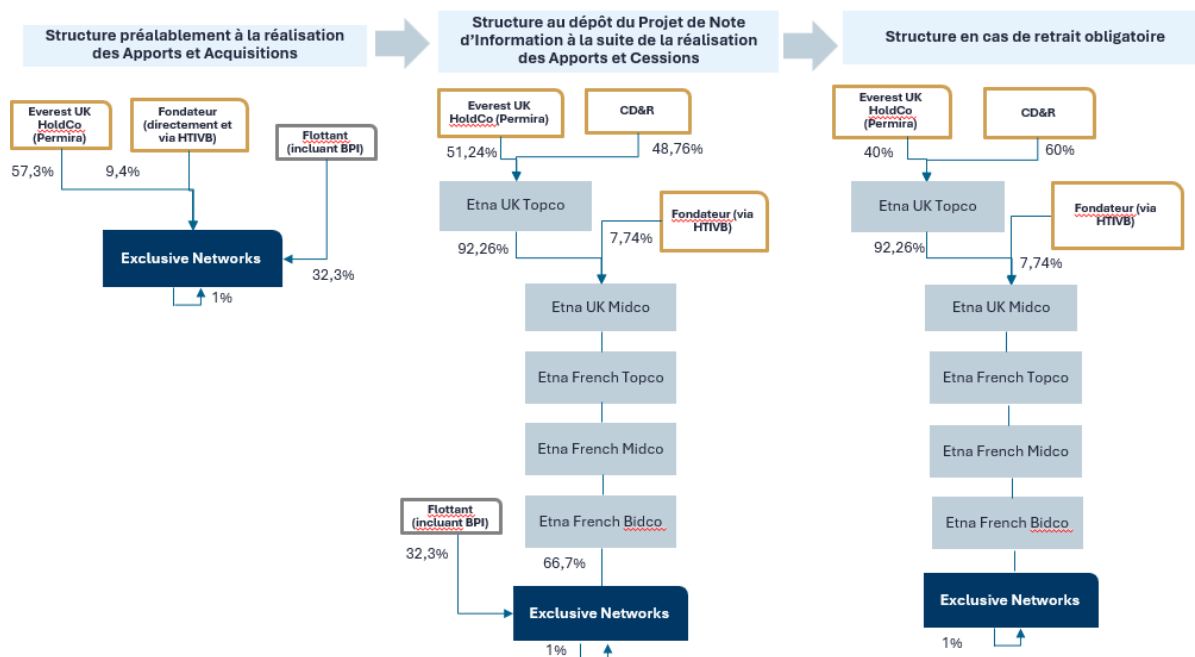 Structure préalablement à la réalisation
des Apports et Acquisitions
Structure au dépôt du Projet de Note
d'Information à la suite de la réalisation
des Apports et Cessions
Structure en cas de retrait obligatoire
Everest UK
HoldCo
(Permira)
Fondateur
(directement et
via HTIVB)
Flottant
(incluant BPI)
57,3%
9,4%
Exclusive Networks
32,3%
1%
Everest UK
HoldCo (Permira)
CD&R
51,24%
48,76%
Etna UK Topco
Fondateur (via
HTIVB)
92,26%
7,74%
Etna UK Midco
Etna French Topco
Etna French Midco
Flottant
(incluant BPI)
Etna French Bidco
32,3%
66,7%
Exclusive Networks
1%
Everest UK
HoldCo
(Permira)
CD&R
40%
60%
Etna UK Topco
Fondateur (via
HTIVB)
92,26%
7,74%
Etna UK Midco
Etna French Topco
Etna French Midco
Etna French Bidco
Exclusive Networks
1%